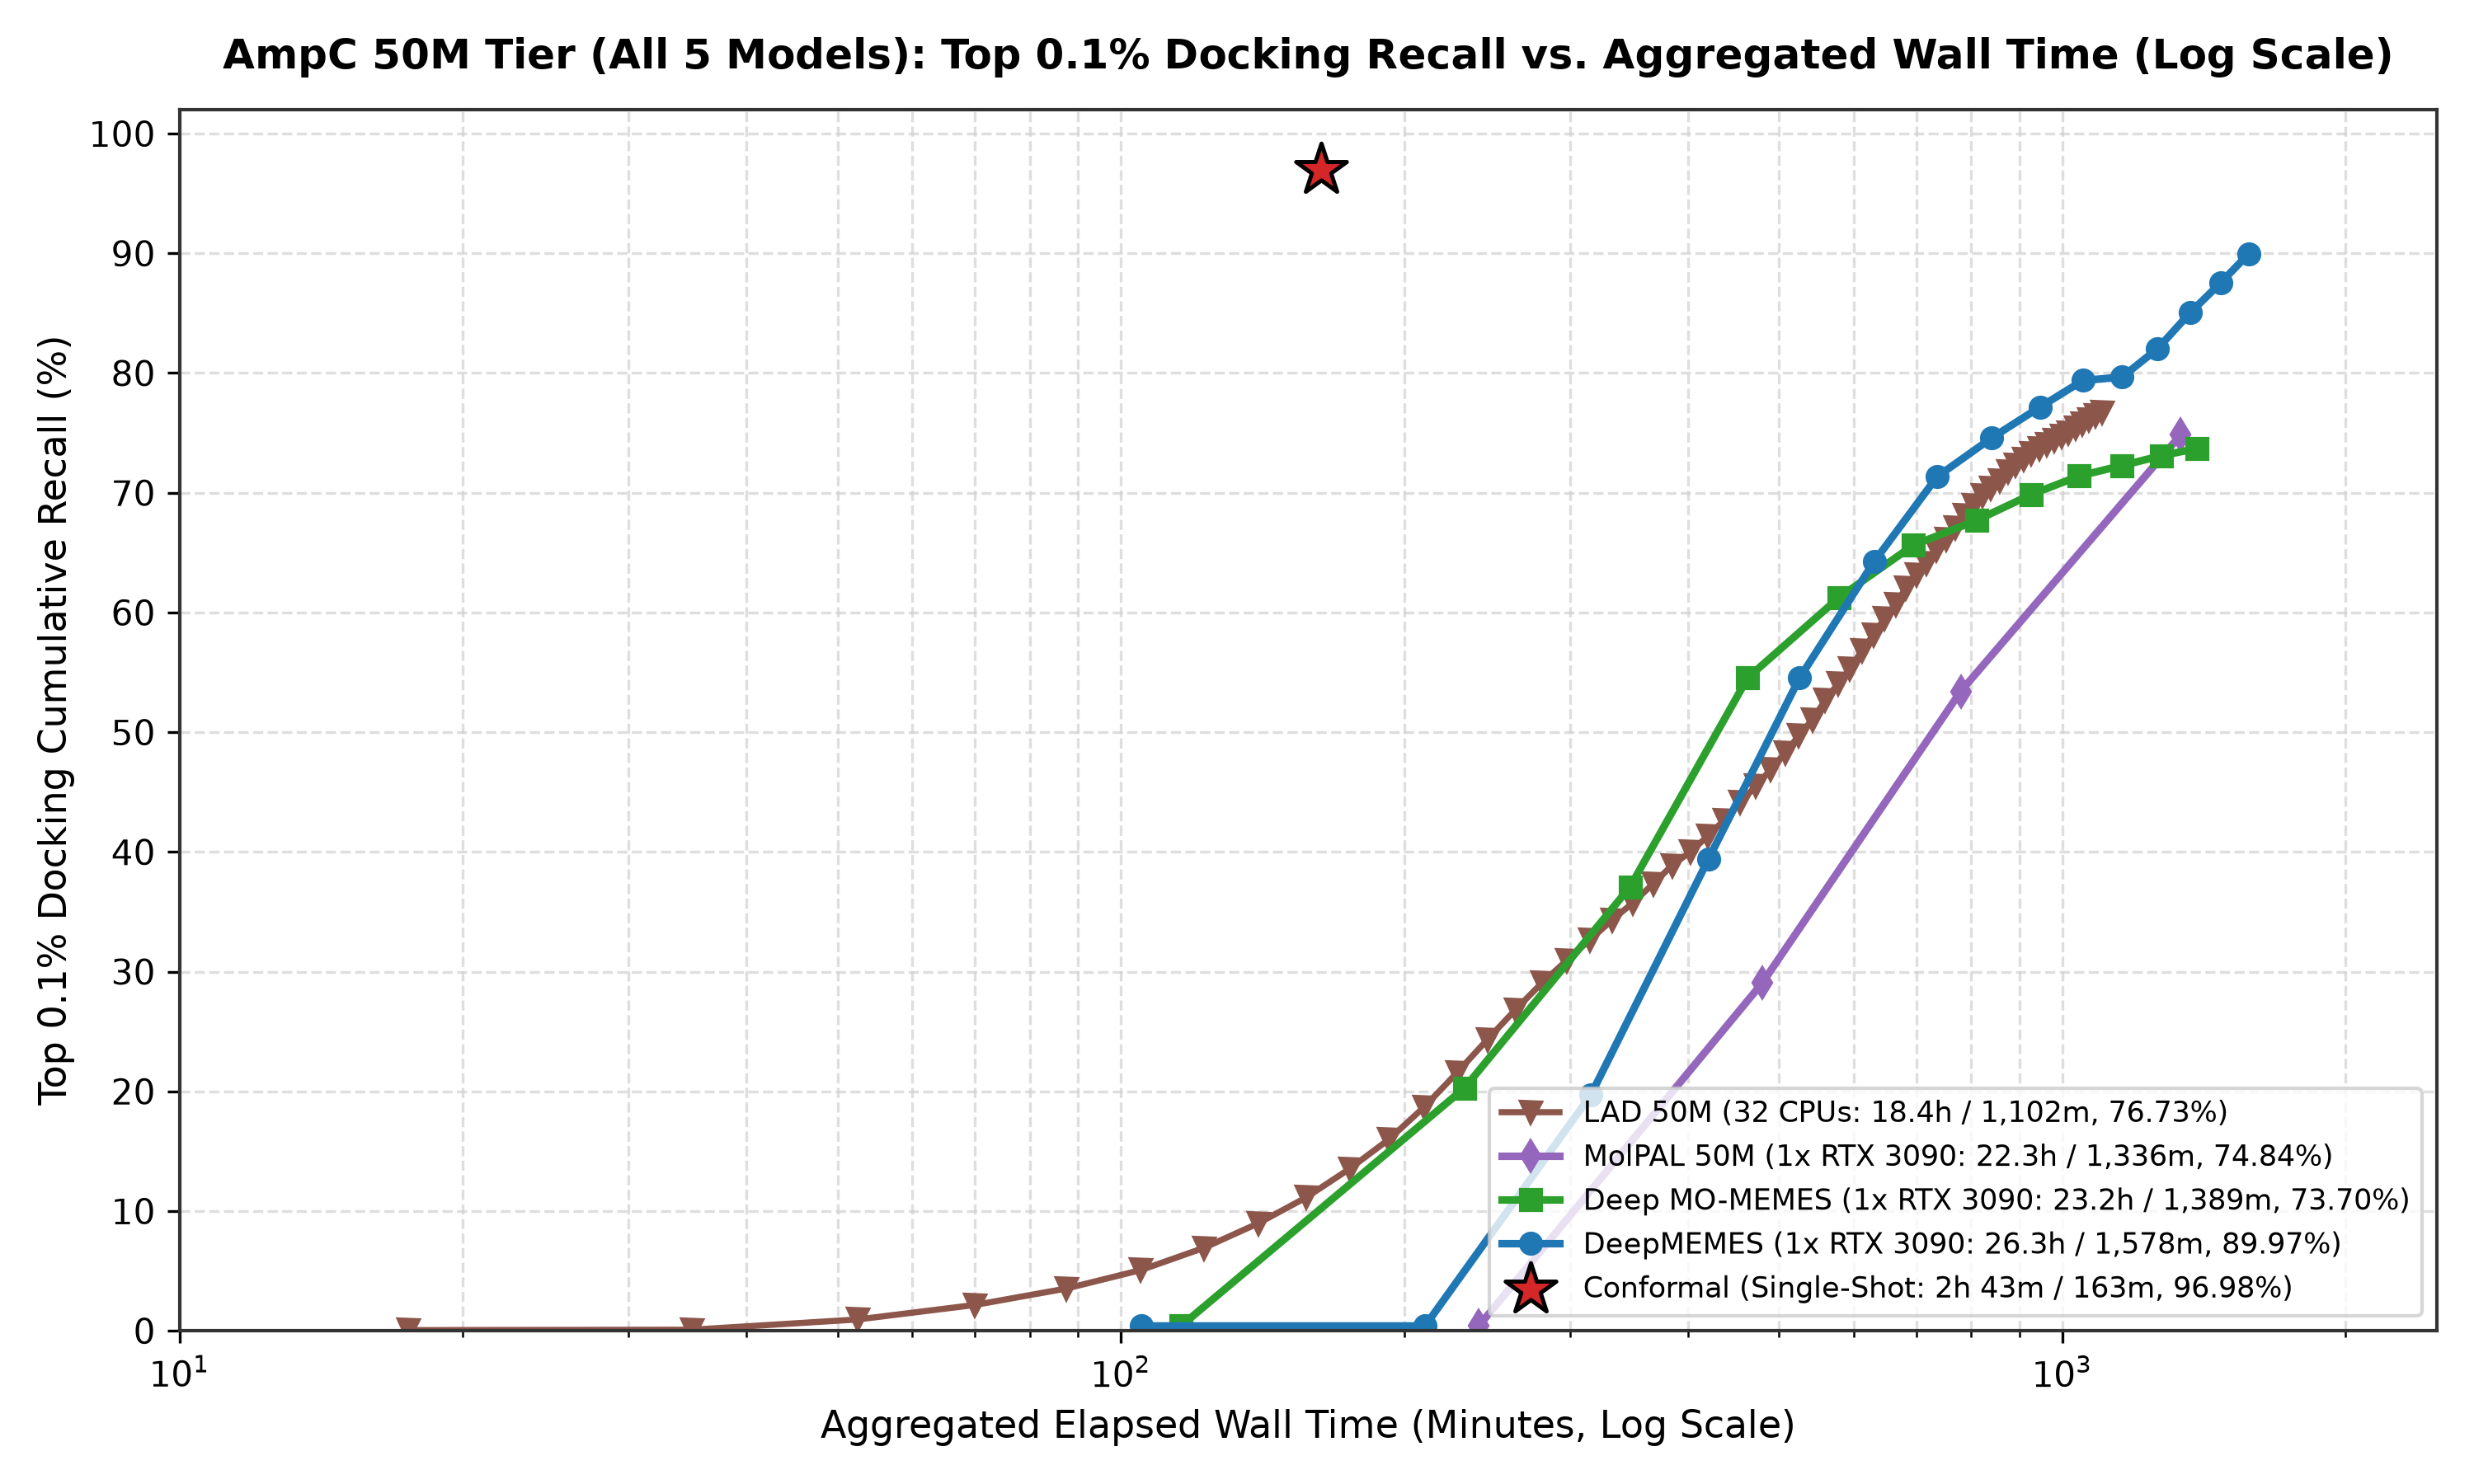 AmpC 50M Tier (All 5 Models): Top 0.1% Docking Recall vs. Aggregated Wall Time (Log Scale)
Top 0.1% Docking Cumulative Recall (%)
100
90
80
70
60
50
40
30
20
10
0
10¹
10²
10³
Aggregated Elapsed Wall Time (Minutes, Log Scale)
LAD 50M (32 CPUs: 18.4h / 1,102m, 76.73%)
MolPAL 50M (1x RTX 3090: 22.3h / 1,336m, 74.84%)
Deep MO-MEMES (1x RTX 3090: 23.2h / 1,389m, 73.70%)
DeepMEMES (1x RTX 3090: 26.3h / 1,578m, 89.97%)
Conformal (Single-Shot: 2h 43m / 163m, 96.98%)